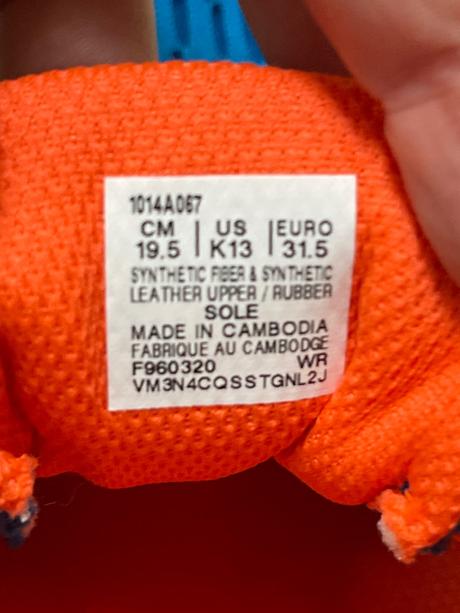 1014A067
CM | US | EURO
19.5 | K13 | 31.5
SYNTHETIC FIBER & SYNTHETIC
LEATHER UPPER / RUBBER
SOLE
MADE IN CAMBODIA
FABRIQUE AU CAMBODGE
F960320 WR
VM3N4CQSSTGNL2J